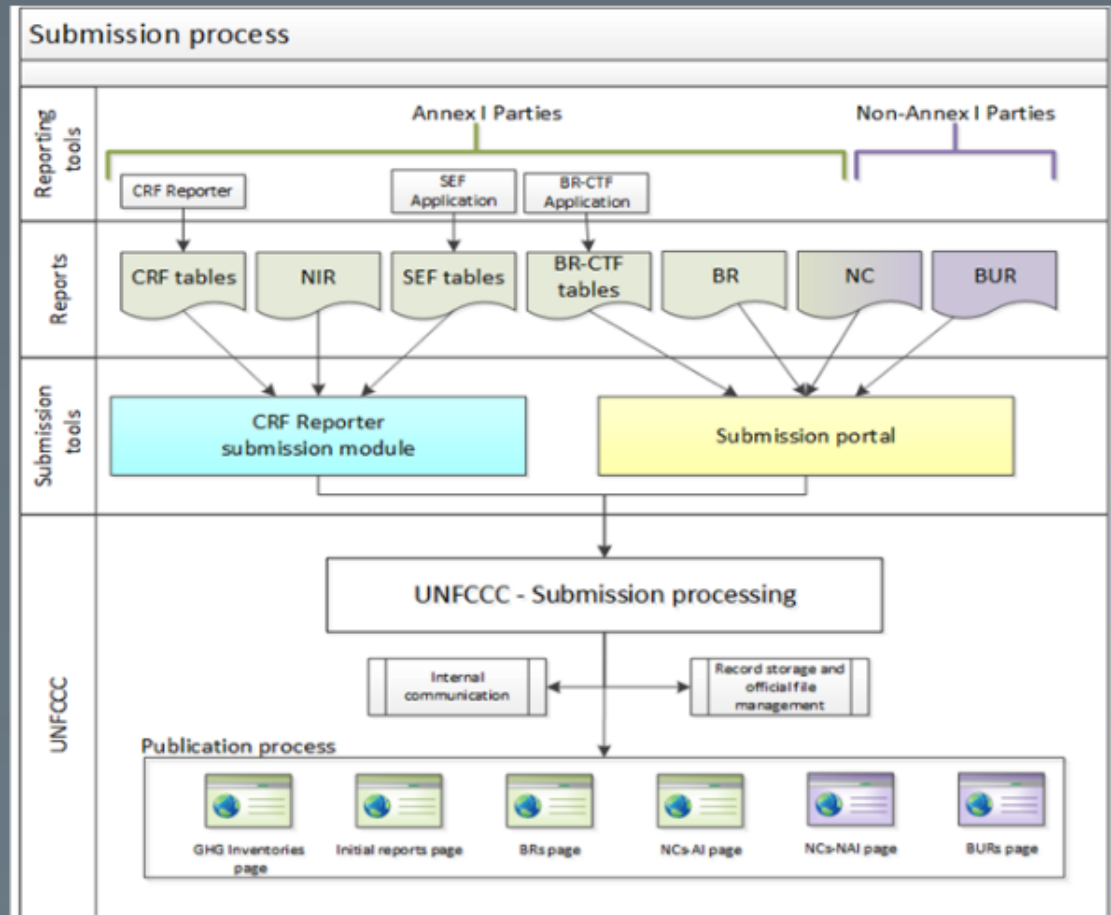 Submission process
Reporting
tools
Annex I Parties
Non-Annex I Parties
CRF Reporter
SEF
Application
BR-CTF
Application
Reports
CRF tables
NIR
SEF tables
BR-CTF
tables
BR
NC
BUR
Submission
tools
CRF Reporter
submission module
Submission portal
UNFCCC
UNFCCC - Submission processing
Internal
communication
Record storage and
official file
management
Publication process
GHG Inventories
page
Initial reports page
BRs page
NCs-AI page
NCs-NAI page
BURs page